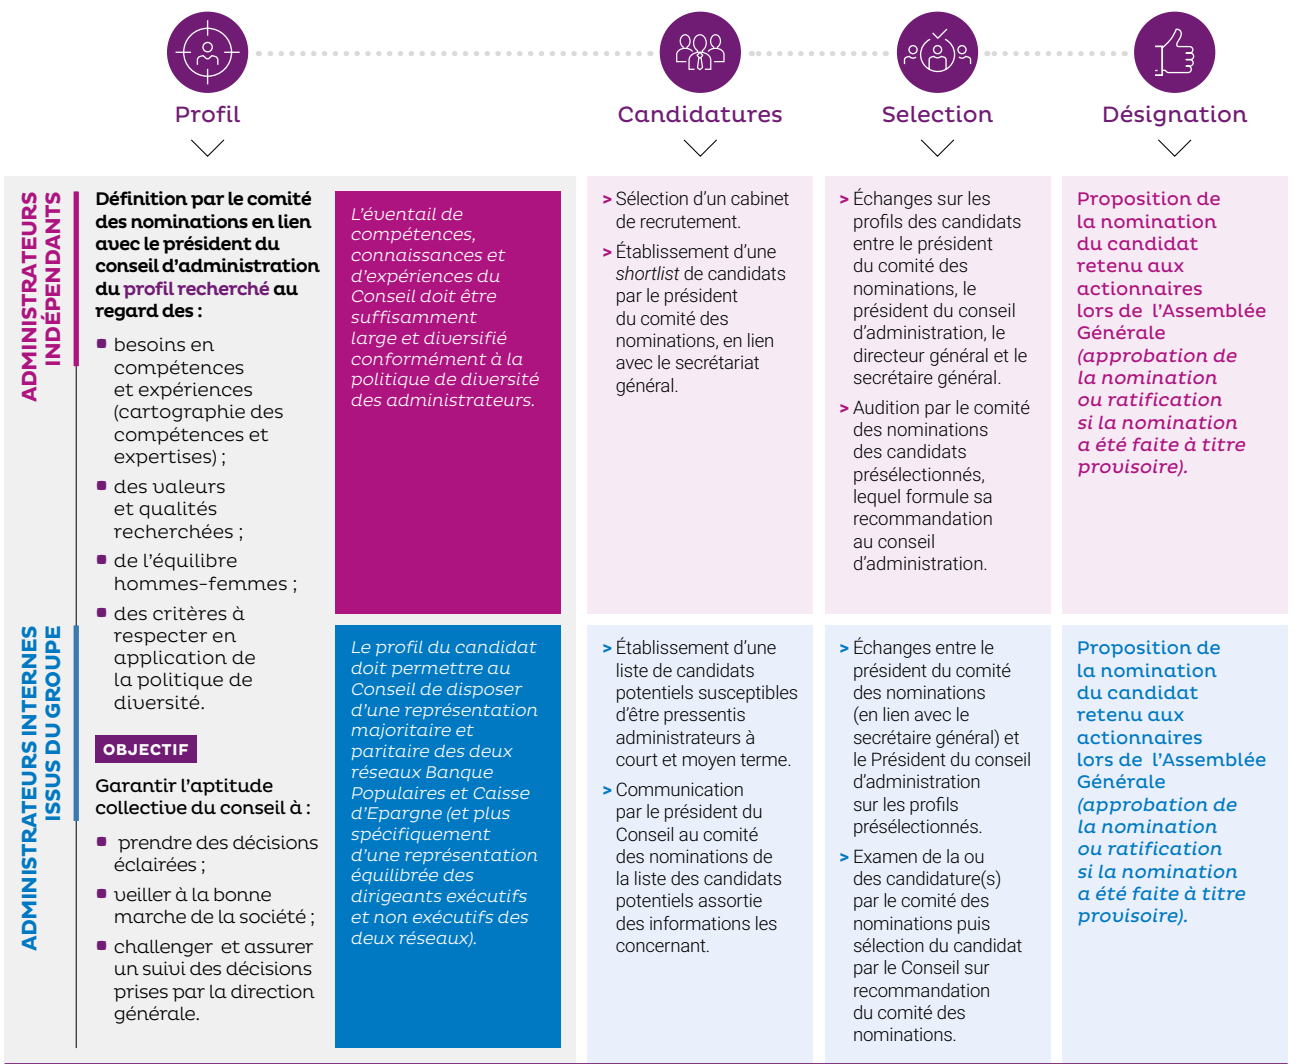 Profil
Candidatures
Selection
Désignation
ADMINISTRATEURS
INDÉPENDANTS
Définition par le comité
des nominations en lien
avec le président du
conseil d'administration
du profil recherché au
regard des :
besoins en
compétences
et expériences
(cartographie des
compétences et
expertises) ;
des valeurs
et qualités
recherchées ;
de l'équilibre
hommes-femmes ;
des critères à
respecter en
application de
la politique de
diversité.
OBJECTIF
Garantir l'aptitude
collective du conseil à :
prendre des décisions
éclairées ;
veiller à la bonne
marche de la société ;
challenger et assurer
un suivi des décisions
prises par la direction
générale.
L'éventail de
compétences,
connaissances et
d'expériences du
Conseil doit être
suffisamment
large et diversifié
conformément à la
politique de diversité
des administrateurs.
> Sélection d'un cabinet
de recrutement.
> Établissement d'une
shortlist de candidats
par le président
du comité des
nominations, en lien
avec le secrétariat
général.
> Échanges sur les
profils des candidats
entre le président
du comité des
nominations, le
président du conseil
d'administration, le
directeur général et le
secrétaire général.
> Audition par le comité
des nominations
des candidats
présélectionnés,
lequel formule sa
recommandation
au conseil
d'administration.
Proposition de
la nomination
du candidat
retenu aux
actionnaires
lors de l'Assemblée
Générale
(approbation de
la nomination
ou ratification
si la nomination
a été faite à titre
provisoire).
ADMINISTRATEURS INTERNES
ISSUS DU GROUPE
Le profil du candidat
doit permettre au
Conseil de disposer
d'une représentation
majoritaire et
paritaire des deux
réseaux Banque
Populaires et Caisse
d'Epargne (et plus
spécifiquement
d'une représentation
équilibrée des
dirigeants exécutifs
et non exécutifs des
deux réseaux).
> Établissement d'une
liste de candidats
potentiels susceptibles
d'être pressentis
administrateurs à
court et moyen terme.
> Communication
par le président du
Conseil au comité
des nominations de
la liste des candidats
potentiels assortie
des informations les
concernant.
> Échanges entre le
président du comité
des nominations
(en lien avec le
secrétaire général) et
le Président du conseil
d'administration
sur les profils
présélectionnés.
> Examen de la ou
des candidature(s)
par le comité des
nominations puis
sélection du candidat
par le Conseil sur
recommandation
du comité des
nominations.
Proposition de
la nomination
du candidat
retenu aux
actionnaires
lors de l'Assemblée
Générale
(approbation de
la nomination
ou ratification
si la nomination
a été faite à titre
provisoire).